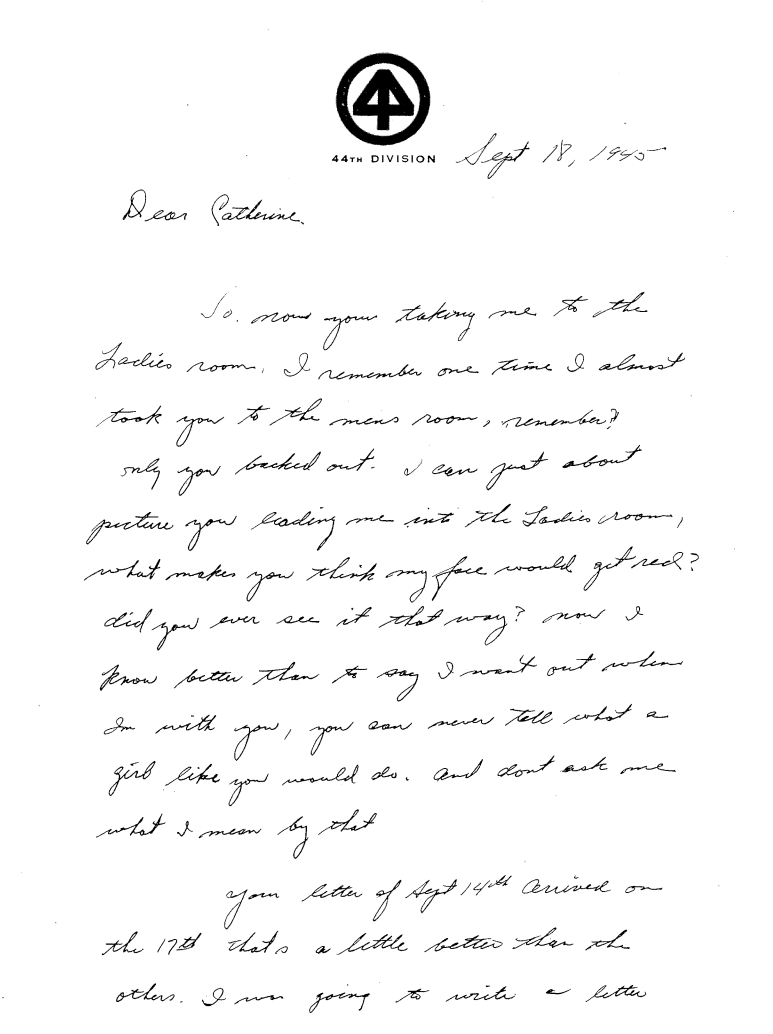 44TH DIVISION
Sept 18, 1945
Dear Catherine.
So. now your taking me to the
Ladies room. I remember one time I almost
took you to the mens room, remember?
only you backed out. I can just about
picture you leading me into the Ladies room,
what makes you think my face would get red?
did you ever see it that way? now I
know better than to say I want out when
Im with you, you can never tell what a
girl like you would do. and dont ask me
what I mean by that
your letter of Sept 14th arrived on
the 17th that's a little better than the
others. I was going to write a letter